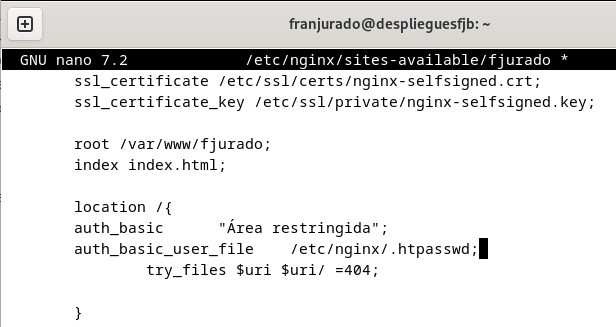 franjurado@desplieguesfjb: ~
GNU nano 7.2 /etc/nginx/sites-available/fjurado *
ssl_certificate /etc/ssl/certs/nginx-selfsigned.crt;
ssl_certificate_key /etc/ssl/private/nginx-selfsigned.key;
root /var/www/fjurado;
index index.html;
location /{
auth_basic "Área restringida";
auth_basic_user_file /etc/nginx/.htpasswd;
try_files $uri $uri/ =404;
}